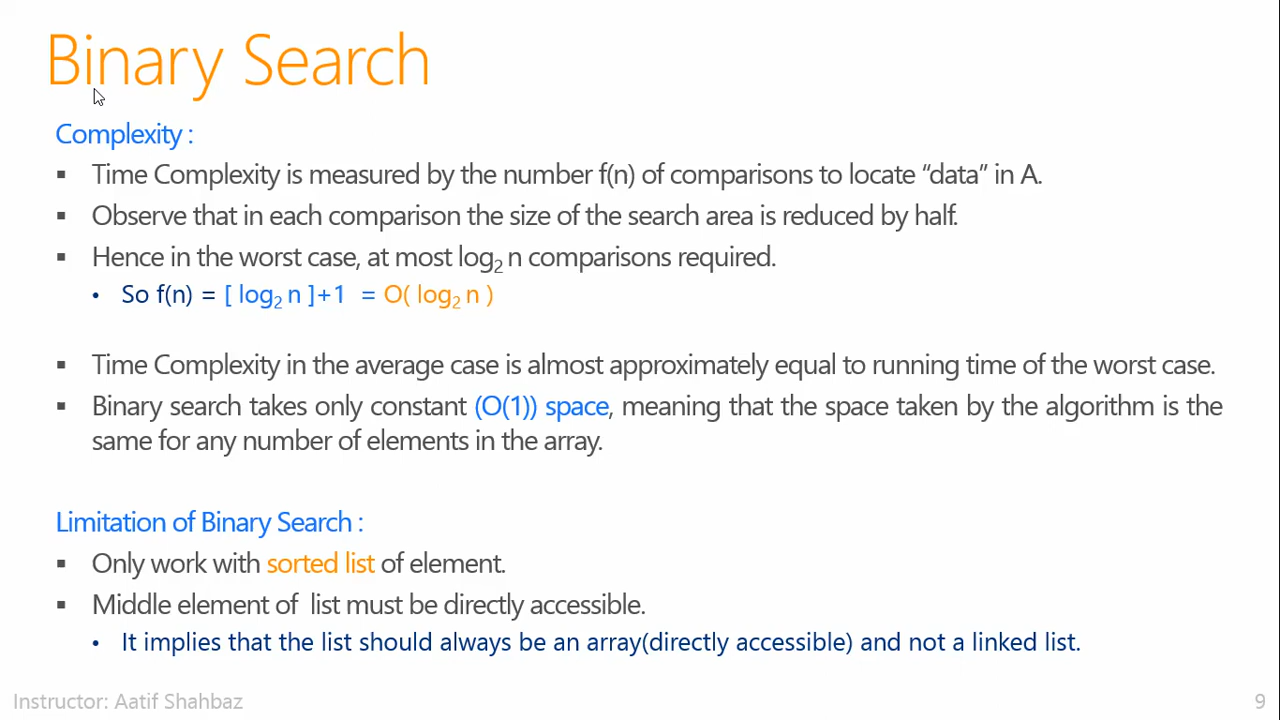 Binary Search
Complexity :
▪ Time Complexity is measured by the number f(n) of comparisons to locate “data” in A.
▪ Observe that in each comparison the size of the search area is reduced by half.
▪ Hence in the worst case, at most log₂ n comparisons required.
• So f(n) = [ log₂ n ]+1 = O( log₂ n )
▪ Time Complexity in the average case is almost approximately equal to running time of the worst case.
▪ Binary search takes only constant (O(1)) space, meaning that the space taken by the algorithm is the
same for any number of elements in the array.
Limitation of Binary Search :
▪ Only work with sorted list of element.
▪ Middle element of list must be directly accessible.
• It implies that the list should always be an array(directly accessible) and not a linked list.
Instructor: Aatif Shahbaz
9